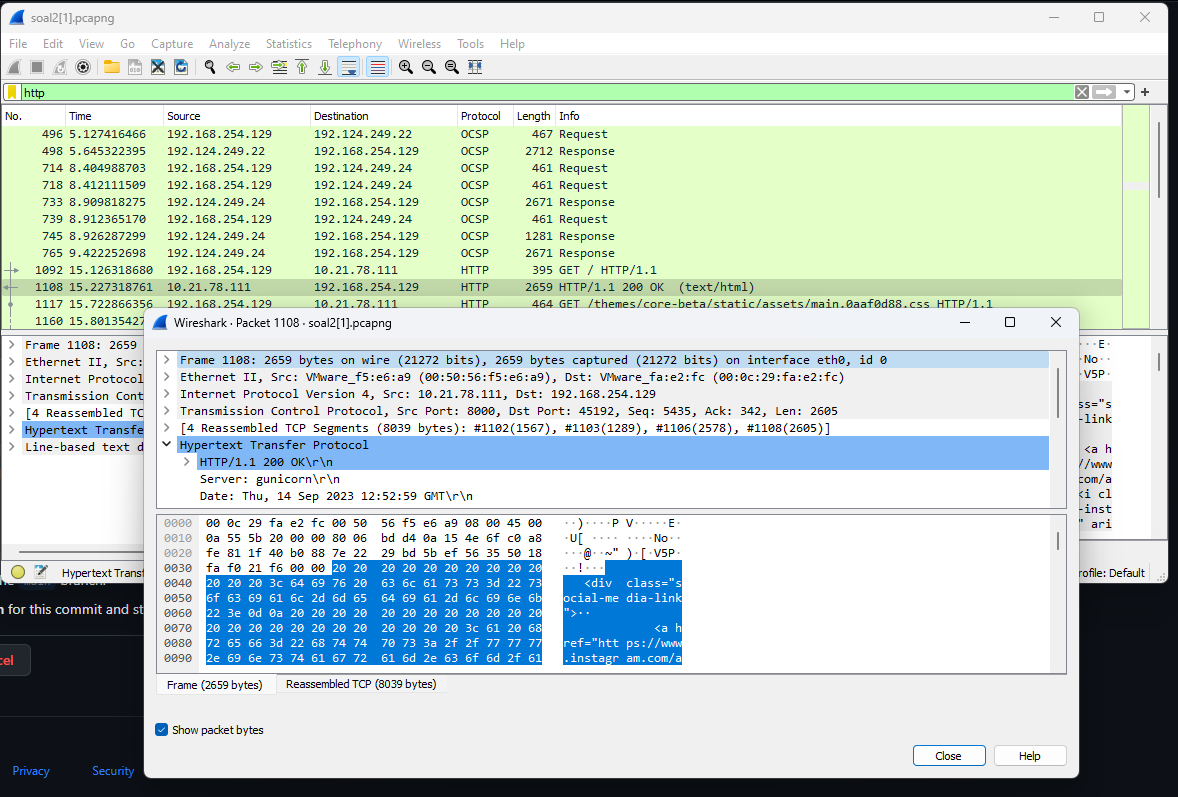 soal2[1].pcapng
File Edit View Go Capture Analyze Statistics Telephony Wireless Tools Help
http
No. Time Source Destination Protocol Length Info
496 5.127416466 192.168.254.129 192.124.249.22 OCSP 467 Request
498 5.645322395 192.124.249.22 192.168.254.129 OCSP 2712 Response
714 8.404988703 192.168.254.129 192.124.249.24 OCSP 461 Request
718 8.412111509 192.168.254.129 192.124.249.24 OCSP 461 Request
733 8.909818275 192.124.249.24 192.168.254.129 OCSP 2671 Response
739 8.912365170 192.168.254.129 192.124.249.24 OCSP 461 Request
745 8.926287299 192.124.249.24 192.168.254.129 OCSP 1281 Response
765 9.422252698 192.124.249.24 192.168.254.129 OCSP 2671 Response
1092 15.126318680 192.168.254.129 10.21.78.111 HTTP 395 GET / HTTP/1.1
1108 15.227318761 10.21.78.111 192.168.254.129 HTTP 2659 HTTP/1.1 200 OK (text/html)
1117 15.722866356 192.168.254.129 10.21.78.111 HTTP 464 GET /themes/core-beta/static/assets/main.0aaf0d88.css HTTP/1.1
1160 15.80135427
Frame 1108: 2659
Ethernet II, Src:
Internet Protocol
Transmission Cont
[4 Reassembled TC
Hypertext Transfe
Line-based text d
Hypertext Transf
Wireshark · Packet 1108 · soal2[1].pcapng
Frame 1108: 2659 bytes on wire (21272 bits), 2659 bytes captured (21272 bits) on interface eth0, id 0
Ethernet II, Src: VMware_f5:e6:a9 (00:50:56:f5:e6:a9), Dst: VMware_fa:e2:fc (00:0c:29:fa:e2:fc)
Internet Protocol Version 4, Src: 10.21.78.111, Dst: 192.168.254.129
Transmission Control Protocol, Src Port: 8000, Dst Port: 45192, Seq: 5435, Ack: 342, Len: 2605
[4 Reassembled TCP Segments (8039 bytes): #1102(1567), #1103(1289), #1106(2578), #1108(2605)]
Hypertext Transfer Protocol
HTTP/1.1 200 OK\r\n
Server: gunicorn\r\n
Date: Thu, 14 Sep 2023 12:52:59 GMT\r\n
0000 00 0c 29 fa e2 fc 00 50 56 f5 e6 a9 08 00 45 00 ··)····P V·····E·
0010 0a 55 5b 20 00 00 80 06 bd d4 0a 15 4e 6f c0 a8 ·U[ ···· ····No··
0020 fe 81 1f 40 b0 88 7e 22 29 bd 5b ef 56 35 50 18 ···@··~" )·[·V5P·
0030 fa f0 21 f6 00 00 20 20 20 20 20 20 20 20 20 20 ··!···
0040 20 20 20 3c 64 69 76 20 63 6c 61 73 73 3d 22 73 <div class="s
0050 6f 63 69 61 6c 2d 6d 65 64 69 61 2d 6c 69 6e 6b ocial-me dia-link
0060 22 3e 0d 0a 20 20 20 20 20 20 20 20 20 20 20 20 ">··
0070 20 20 20 20 20 20 20 20 20 20 20 20 3c 61 20 68 <a h
0080 72 65 66 3d 22 68 74 74 70 73 3a 2f 2f 77 77 77 ref="htt ps://www
0090 2e 69 6e 73 74 61 67 72 61 6d 2e 63 6f 6d 2f 61 .instagr am.com/a
Frame (2659 bytes) Reassembled TCP (8039 bytes)
Show packet bytes
Close Help
··E·
No··
V5P·
ss="s
-link
<a h
//www
com/a
<i cl
-inst
" ari
rofile: Default
n for this commit and st
cel
Privacy Security